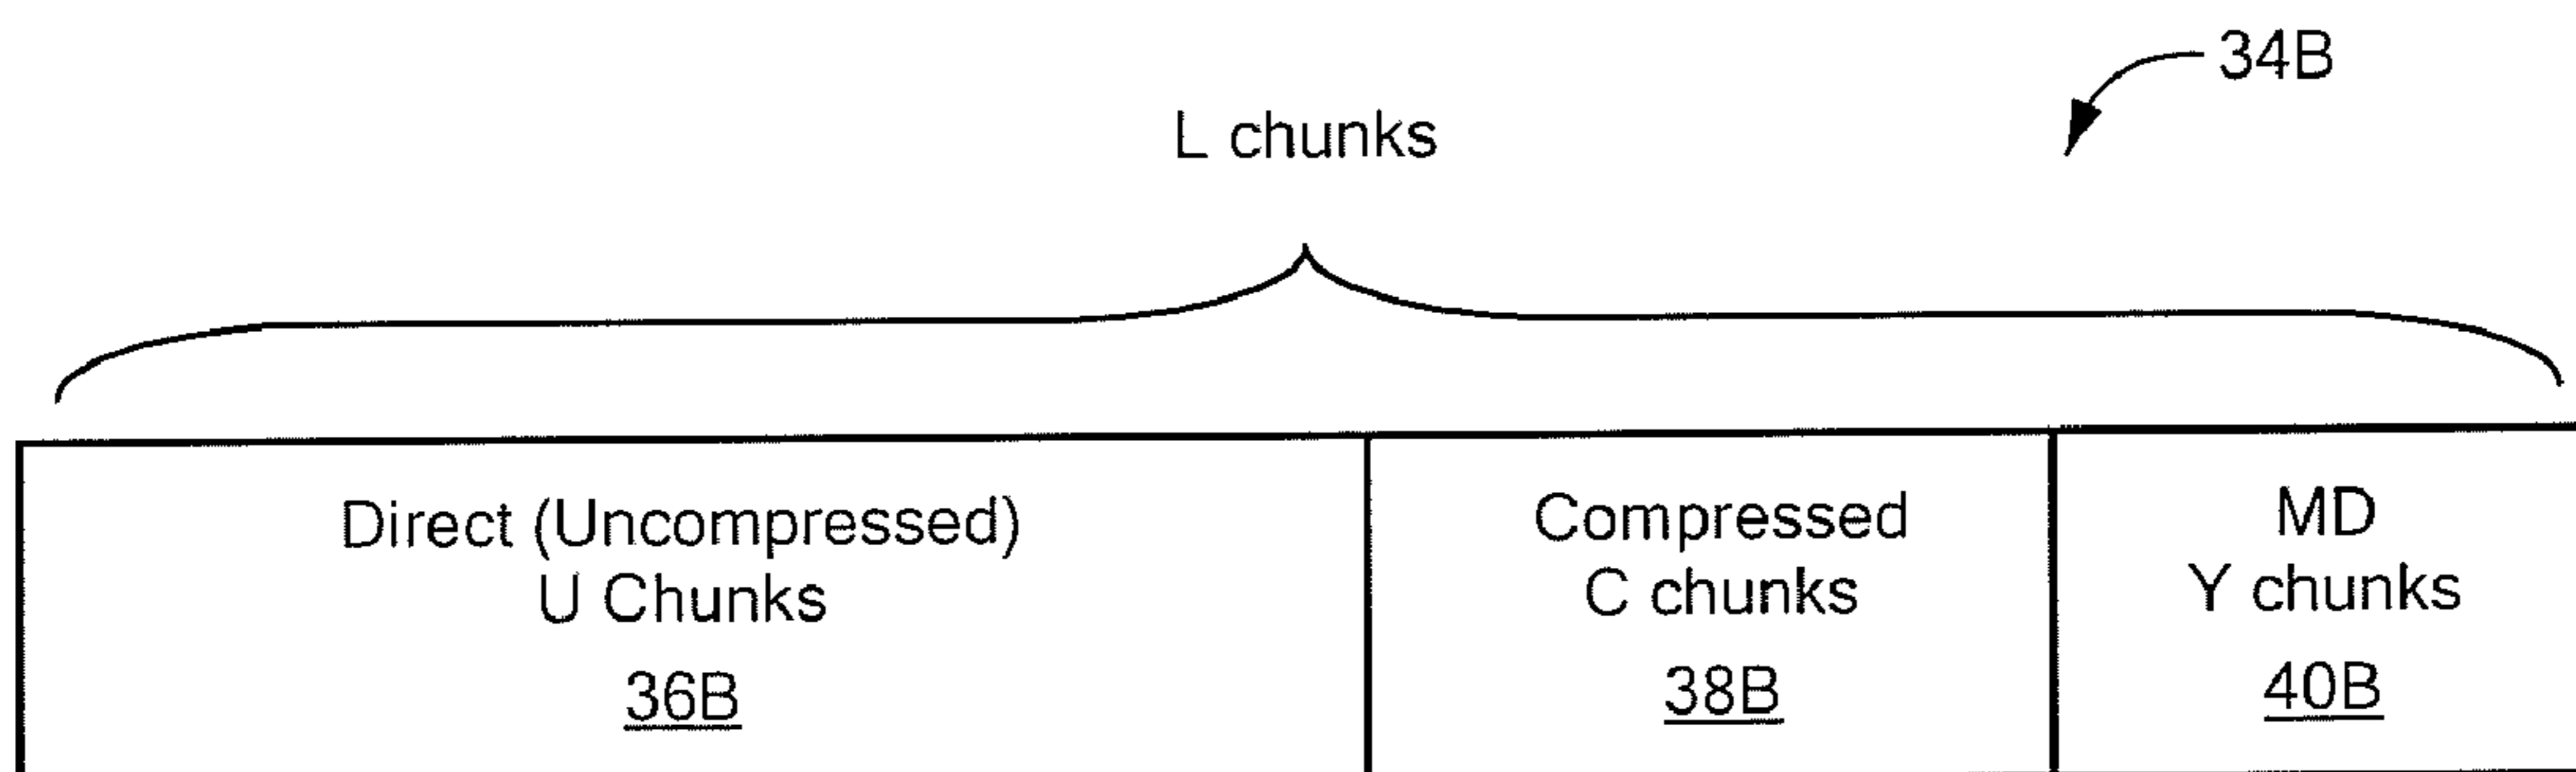 34B
L chunks
Direct (Uncompressed)
U Chunks
36B
Compressed
C chunks
38B
MD
Y chunks
40B